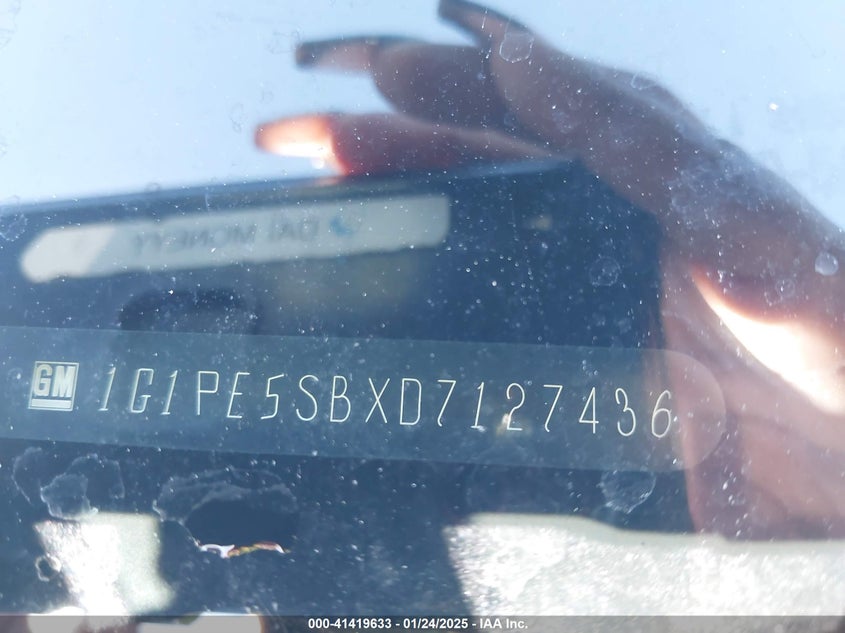 GM 1G1PE5SBXD7127436
000-41419633 - 01/24/2025 - IAA Inc.